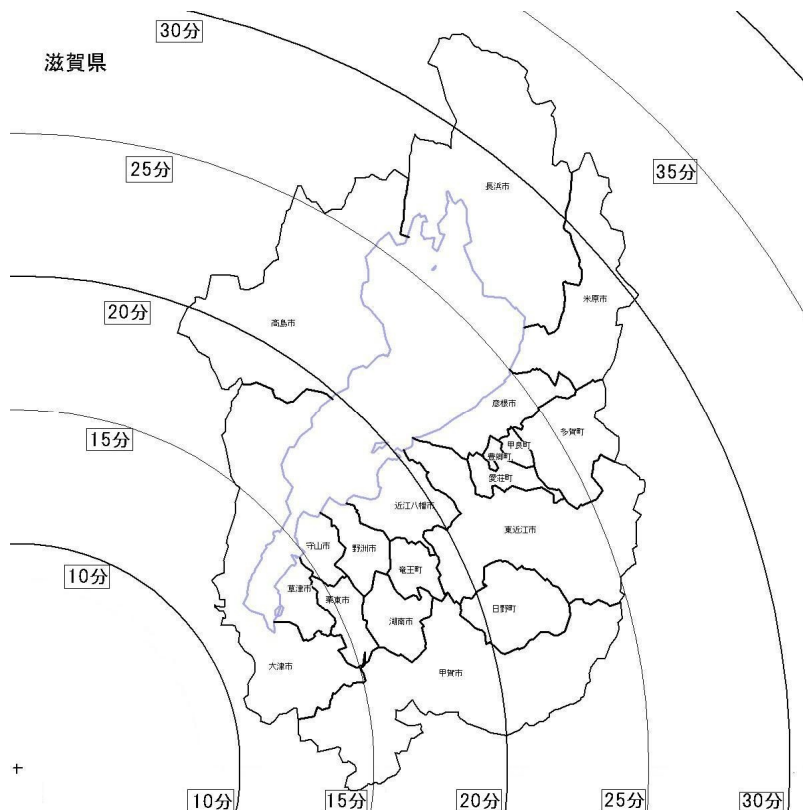 30分
滋賀県
25分
35分
長浜市
米原市
20分
高島市
彦根市
15分
多賀町
甲良町
豊郷町
愛荘町
近江八幡市
東近江市
守山市
野洲市
竜王町
10分
草津市
栗東市
日野町
湖南市
大津市
甲賀市
10分
15分
20分
25分
30分